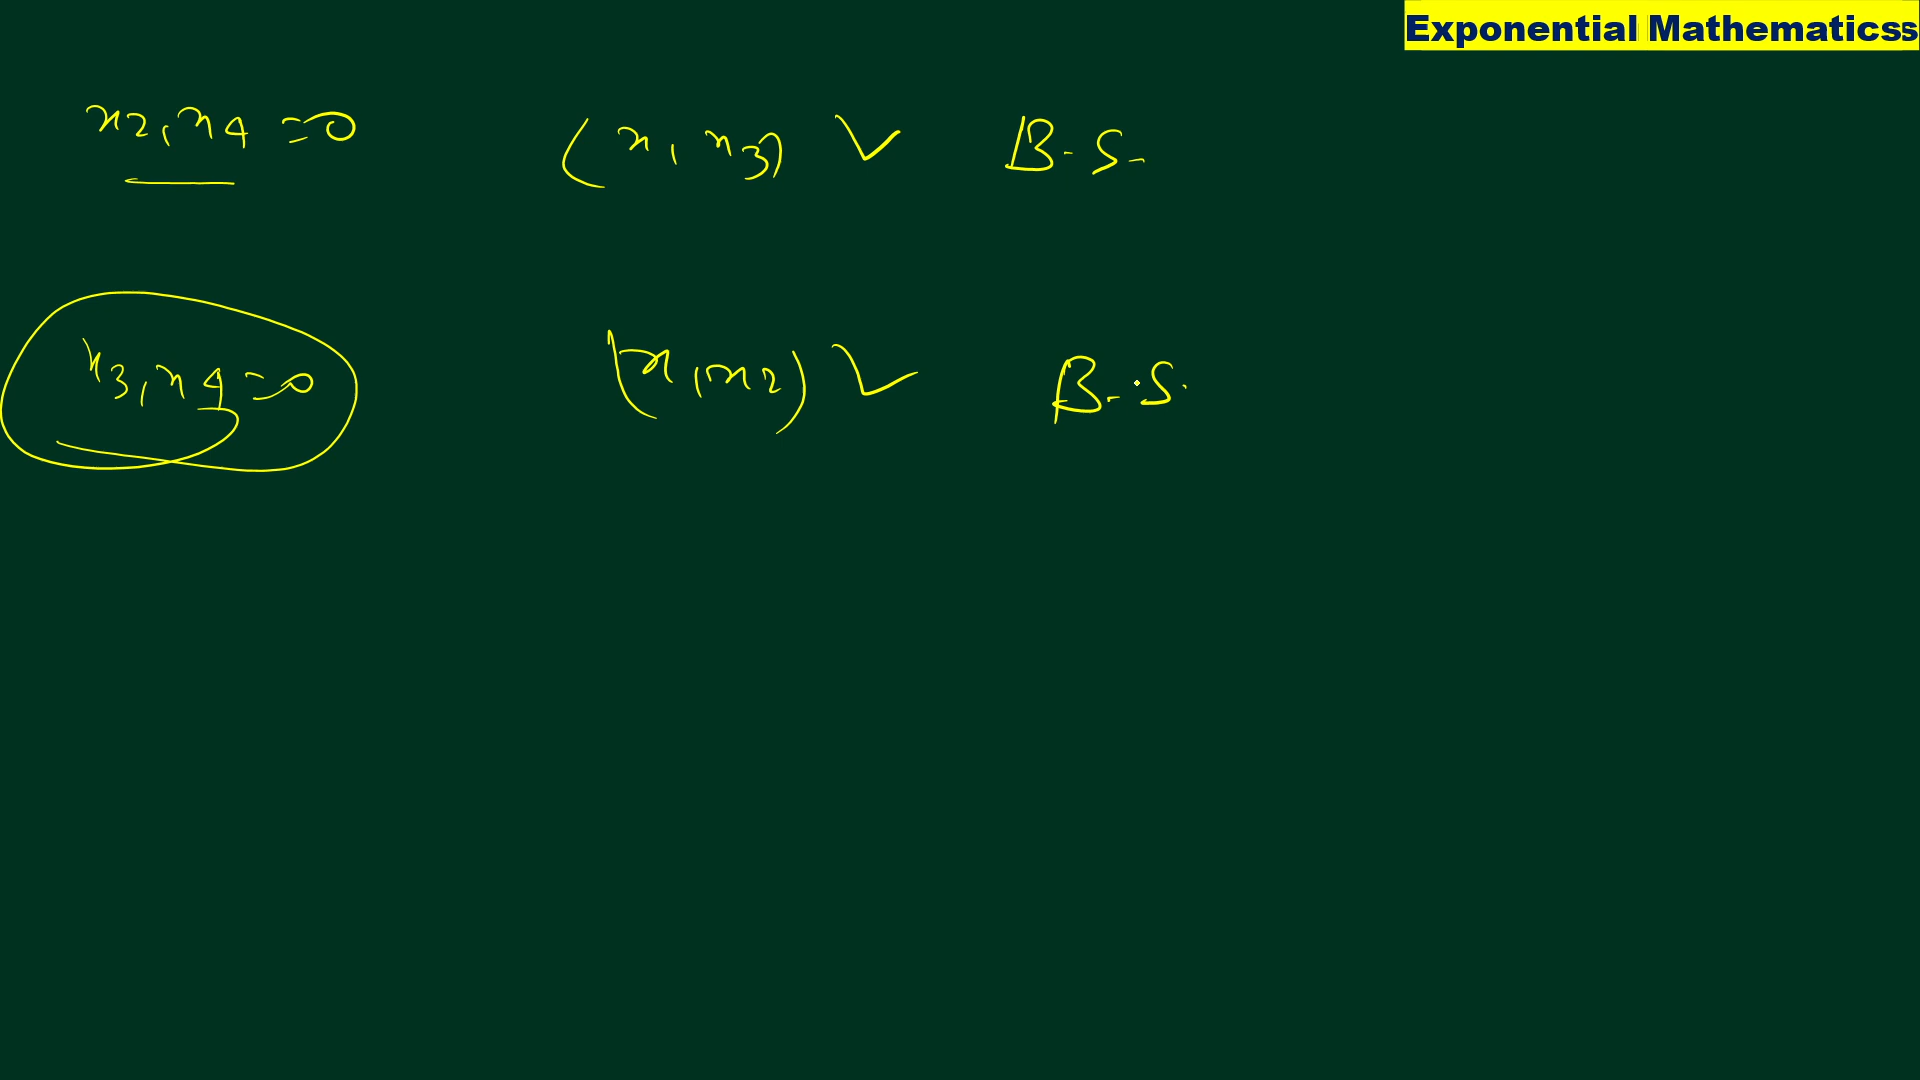 Exponential Mathematicss
x2, x4 = 0 (x1, x3) ✓ B.S.
x3, x4 = 0 (x1, x2) ✓ B.S.